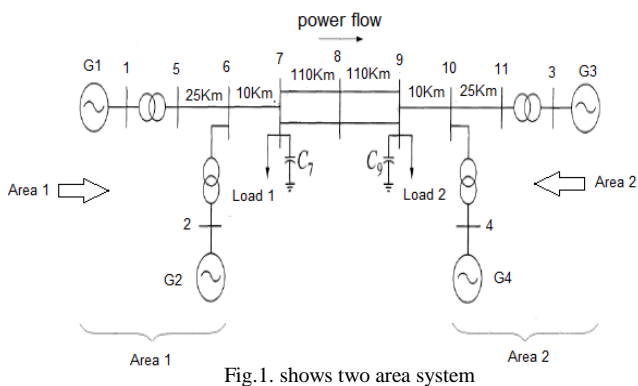 power flow
G1 1 5 6 7 8 9 10 11 3 G3
25Km 10Km 110Km 110Km 10Km 25Km
C7 C9
Load 1 Load 2
Area 1 Area 2
2 4
G2 G4
Area 1 Area 2
Fig.1. shows two area system